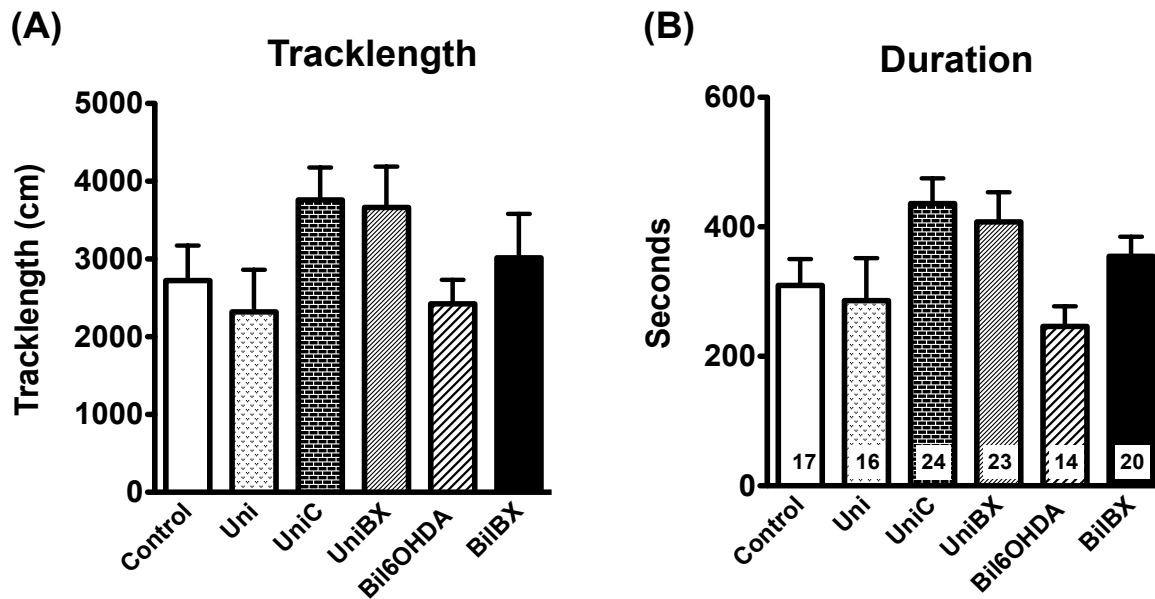 (A)
Tracklength
Tracklength (cm)
5000
4000
3000
2000
1000
0
Control
Uni
UniC
UniBX
Bil6OHDA
BilBX
(B)
Duration
Seconds
600
400
200
0
17
16
24
23
14
20
Control
Uni
UniC
UniBX
Bil6OHDA
BilBX